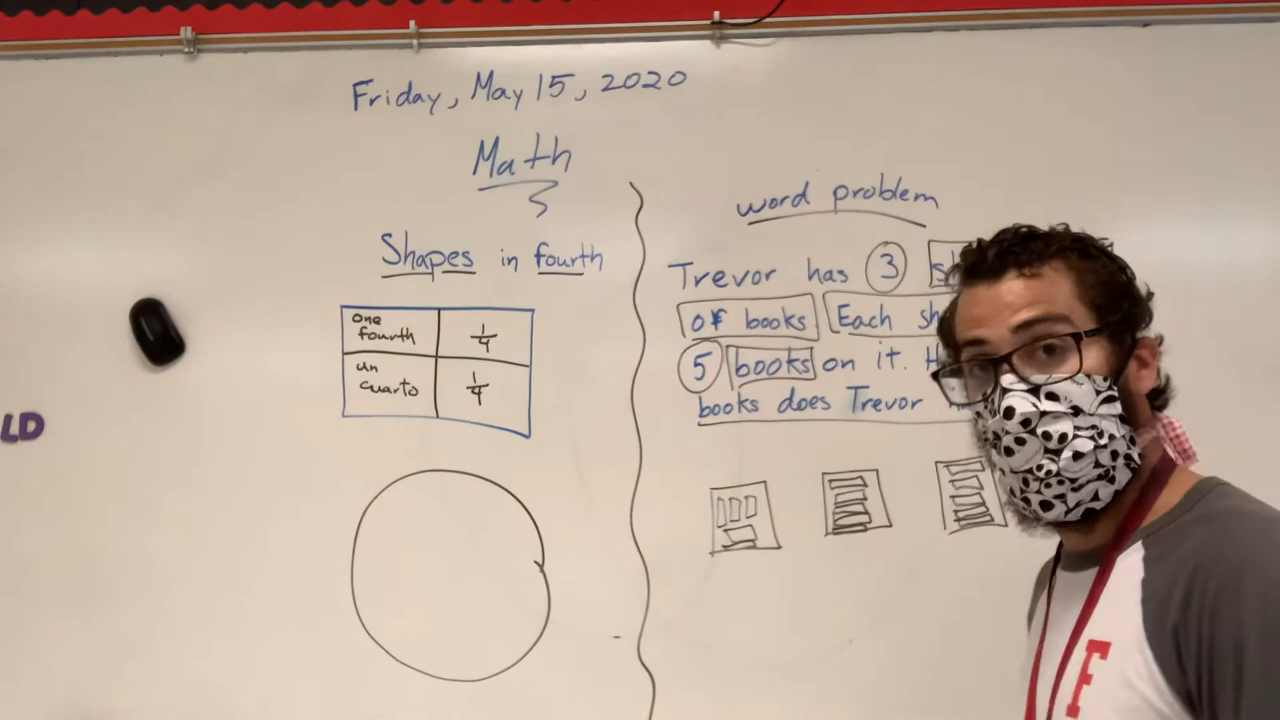 Friday, May 15, 2020
Math
Shapes in fourth
one fourth 1/4
un cuarto 1/4
word problem
Trevor has 3
of books Each sh
5 books on it. H
books does Trevor
LD
F